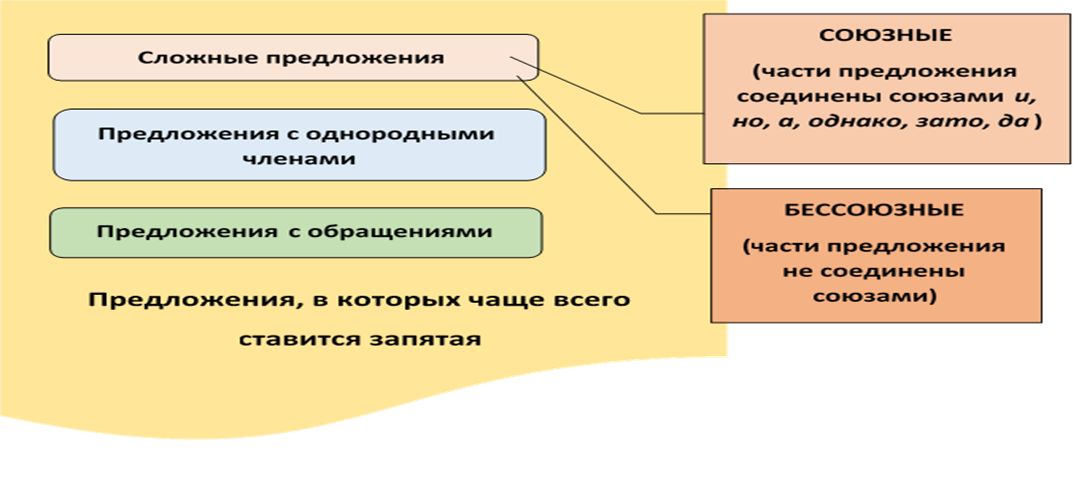 Сложные предложения
Предложения с однородными
членами
Предложения с обращениями
Предложения, в которых чаще всего
ставится запятая
СОЮЗНЫЕ
(части предложения
соединены союзами и,
но, а, однако, зато, да )
БЕССОЮЗНЫЕ
(части предложения
не соединены
союзами)